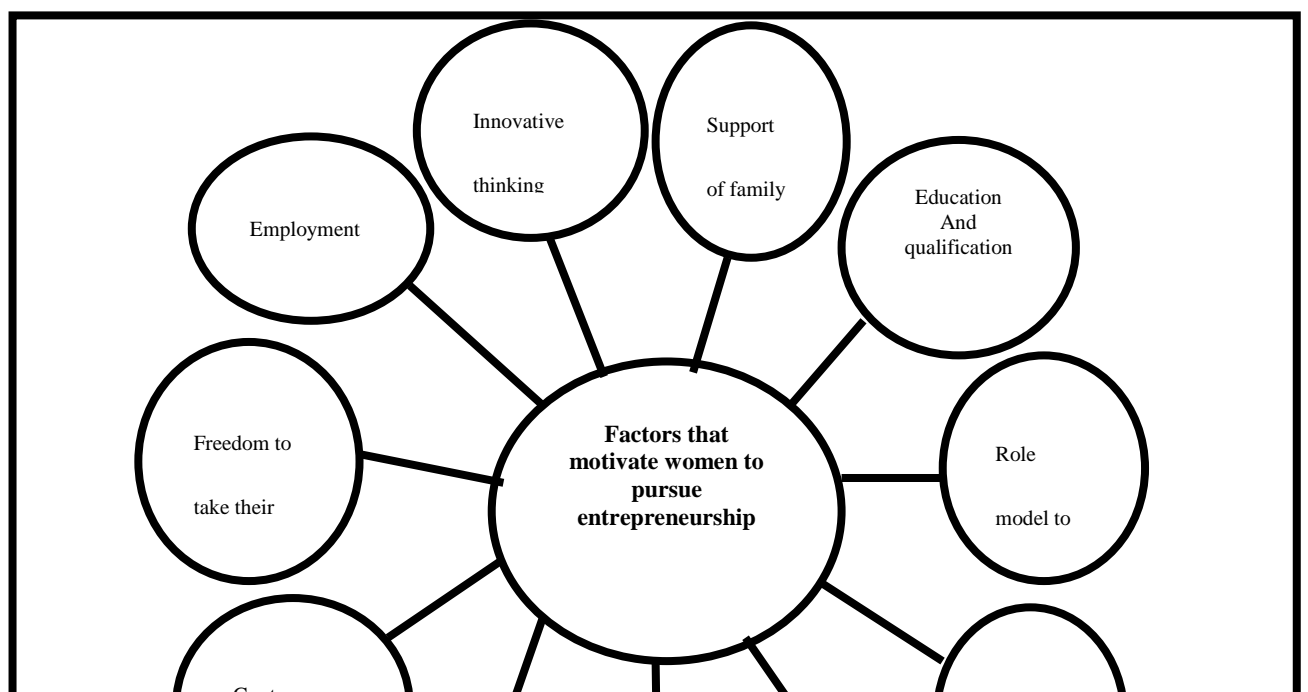 Innovative
thinking
Support
of family
Education
And
qualification
Employment
Factors that
motivate women to
pursue
entrepreneurship
Freedom to
take their
Role
model to